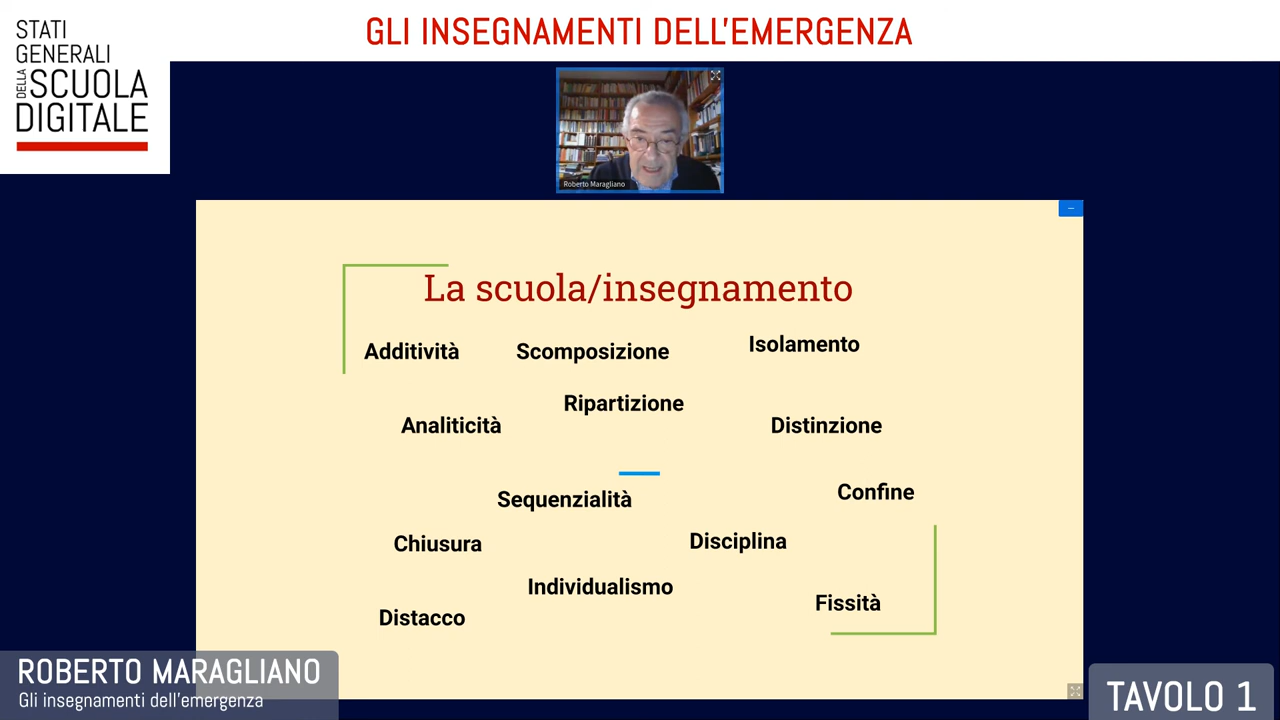 STATI
GENERALI
DELLA SCUOLA
DIGITALE
GLI INSEGNAMENTI DELL'EMERGENZA
Roberto Maragliano
La scuola/insegnamento
Additività
Scomposizione
Isolamento
Ripartizione
Analiticità
Distinzione
Sequenzialità
Confine
Chiusura
Disciplina
Individualismo
Fissità
Distacco
ROBERTO MARAGLIANO
Gli insegnamenti dell'emergenza
TAVOLO 1